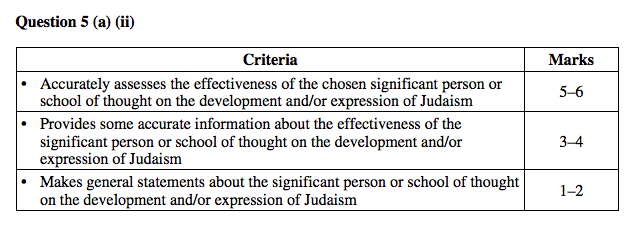 Question 5 (a) (ii)
Criteria Marks
• Accurately assesses the effectiveness of the chosen significant person or
school of thought on the development and/or expression of Judaism
5–6
• Provides some accurate information about the effectiveness of the
significant person or school of thought on the development and/or
expression of Judaism
3–4
• Makes general statements about the significant person or school of thought
on the development and/or expression of Judaism
1–2